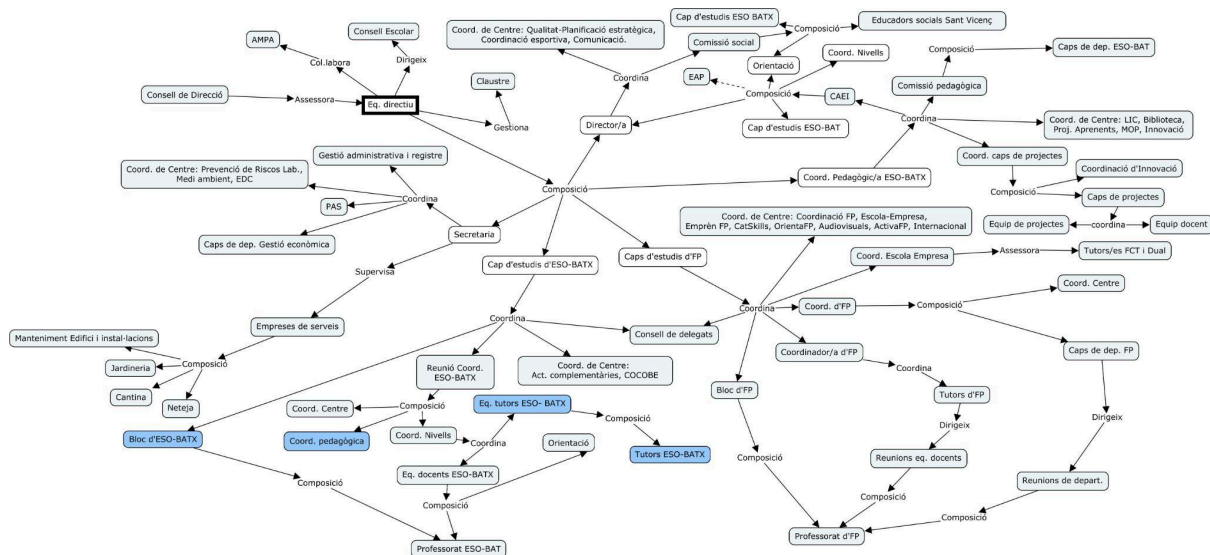 Consell Escolar
AMPA
Col.labora
Dirigeix
Claustre
Consell de Direcció
Assessora
Eq. directiu
Gestiona
Coord. de Centre: Qualitat-Planificació estratègica,
Coordinació esportiva, Comunicació.
Cap d'estudis ESO BATX
Composició
Educadors socials Sant Vicenç
Comissió social
Coordina
Orientació
Coord. Nivells
EAP
Composició
CAEI
Director/a
Cap d'estudis ESO-BAT
Composició
Caps de dep. ESO-BAT
Comissió pedagògica
Coordina
Coord. de Centre: LIC, Biblioteca,
Proj. Aprenents, MOP, Innovació
Coord. caps de projectes
Composició
Coordinació d'Innovació
Caps de projectes
Equip de projectes
coordina
Equip docent
Coord. Pedagògic/a ESO-BATX
Composició
Gestió administrativa i registre
Coord. de Centre: Prevenció de Riscos Lab.,
Medi ambient, EDC
Coordina
PAS
Caps de dep. Gestió econòmica
Secretaria
Supervisa
Empreses de serveis
Composició
Manteniment Edifici i instal·lacions
Jardineria
Cantina
Neteja
Cap d'estudis d'ESO-BATX
Coordina
Caps d'estudis d'FP
Coord. de Centre: Coordinació FP, Escola-Empresa,
Emprèn FP, CatSkills, OrientaFP, Audiovisuals, ActivaFP, Internacional
Coord. Escola Empresa
Assessora
Tutors/es FCT i Dual
Coordina
Coord. d'FP
Composició
Coord. Centre
Consell de delegats
Coordinador/a d'FP
Caps de dep. FP
Reunió Coord.
ESO-BATX
Coord. de Centre:
Act. complementàries, COCOBE
Bloc d'FP
Coordina
Tutors d'FP
Coord. Centre
Composició
Eq. tutors ESO- BATX
Composició
Dirigeix
Dirigeix
Bloc d'ESO-BATX
Coord. pedagògica
Coord. Nivells
Coordina
Orientació
Tutors ESO-BATX
Composició
Reunions eq. docents
Eq. docents ESO-BATX
Reunions de depart.
Composició
Composició
Composició
Composició
Professorat d'FP
Professorat ESO-BAT